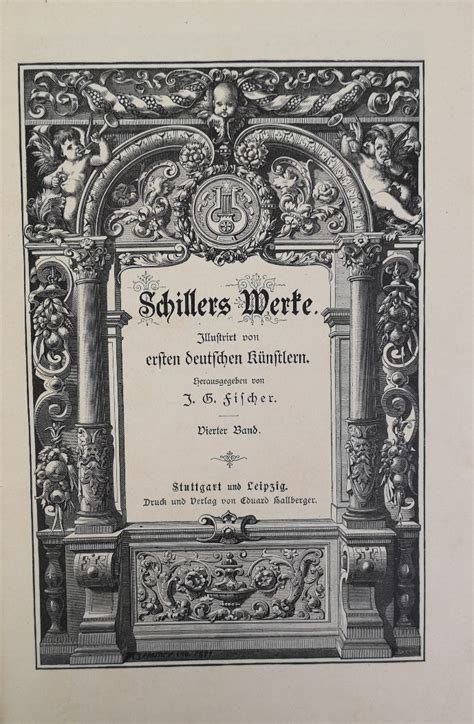 Schillers Werke.
Illustrirt von
ersten deutschen Künstlern.
Herausgegeben von
J. G. Fischer.
Vierter Band.
Stuttgart und Leipzig.
Druck und Verlag von Eduard Hallberger.